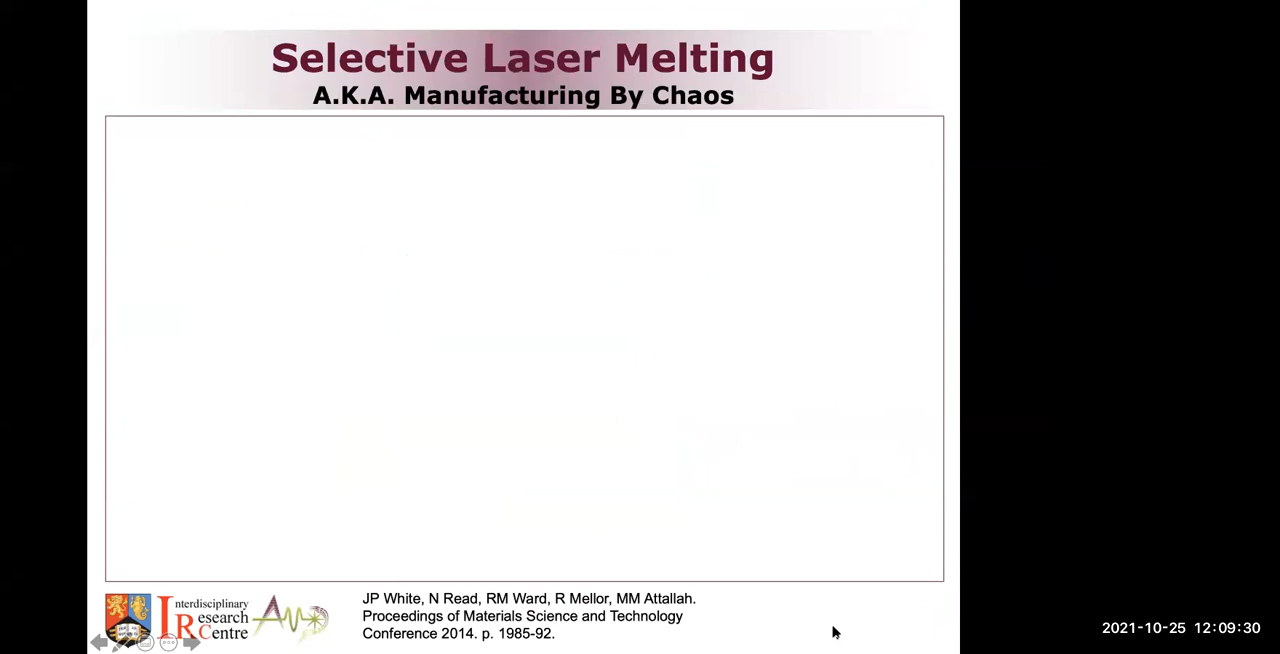 Selective Laser Melting
A.K.A. Manufacturing By Chaos
Interdisciplinary
Research
Centre
JP White, N Read, RM Ward, R Mellor, MM Attallah.
Proceedings of Materials Science and Technology
Conference 2014. p. 1985-92.
2021-10-25 12:09:30